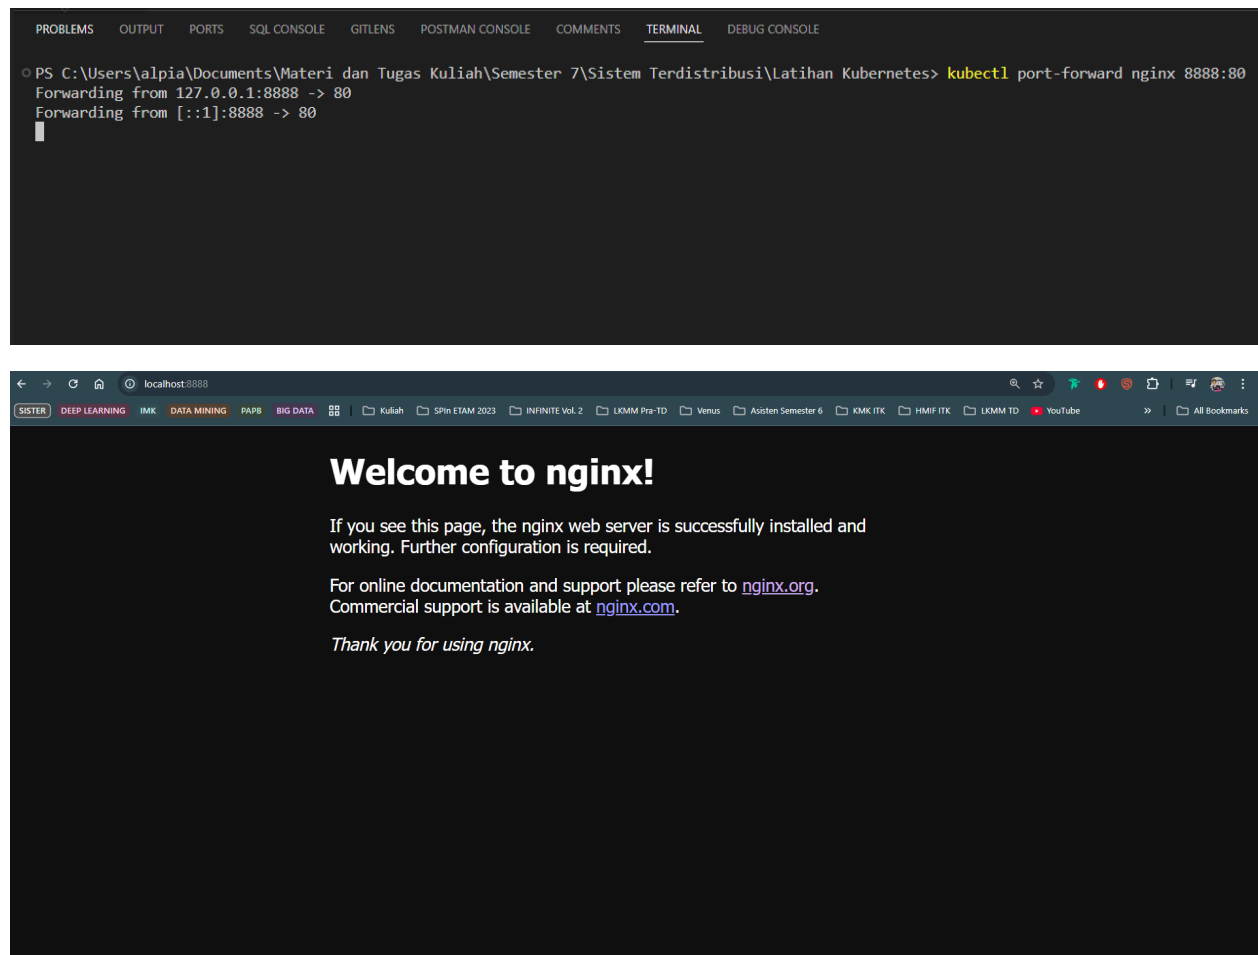 PROBLEMS OUTPUT PORTS SQL CONSOLE GITLENS POSTMAN CONSOLE COMMENTS TERMINAL DEBUG CONSOLE
PS C:\Users\alpia\Documents\Materi dan Tugas Kuliah\Semester 7\Sistem Terdistribusi\Latihan Kubernetes> kubectl port-forward nginx 8888:80
Forwarding from 127.0.0.1:8888 -> 80
Forwarding from [::1]:8888 -> 80
localhost:8888
SISTER DEEP LEARNING IMK DATA MINING PAPB BIG DATA Kuliah SPIn ETAM 2023 INFINITE Vol. 2 LKMM Pra-TD Venus Asisten Semester 6 KMK ITK HMIF ITK LKMM TD YouTube » All Bookmarks
Welcome to nginx!
If you see this page, the nginx web server is successfully installed and
working. Further configuration is required.
For online documentation and support please refer to nginx.org.
Commercial support is available at nginx.com.
Thank you for using nginx.